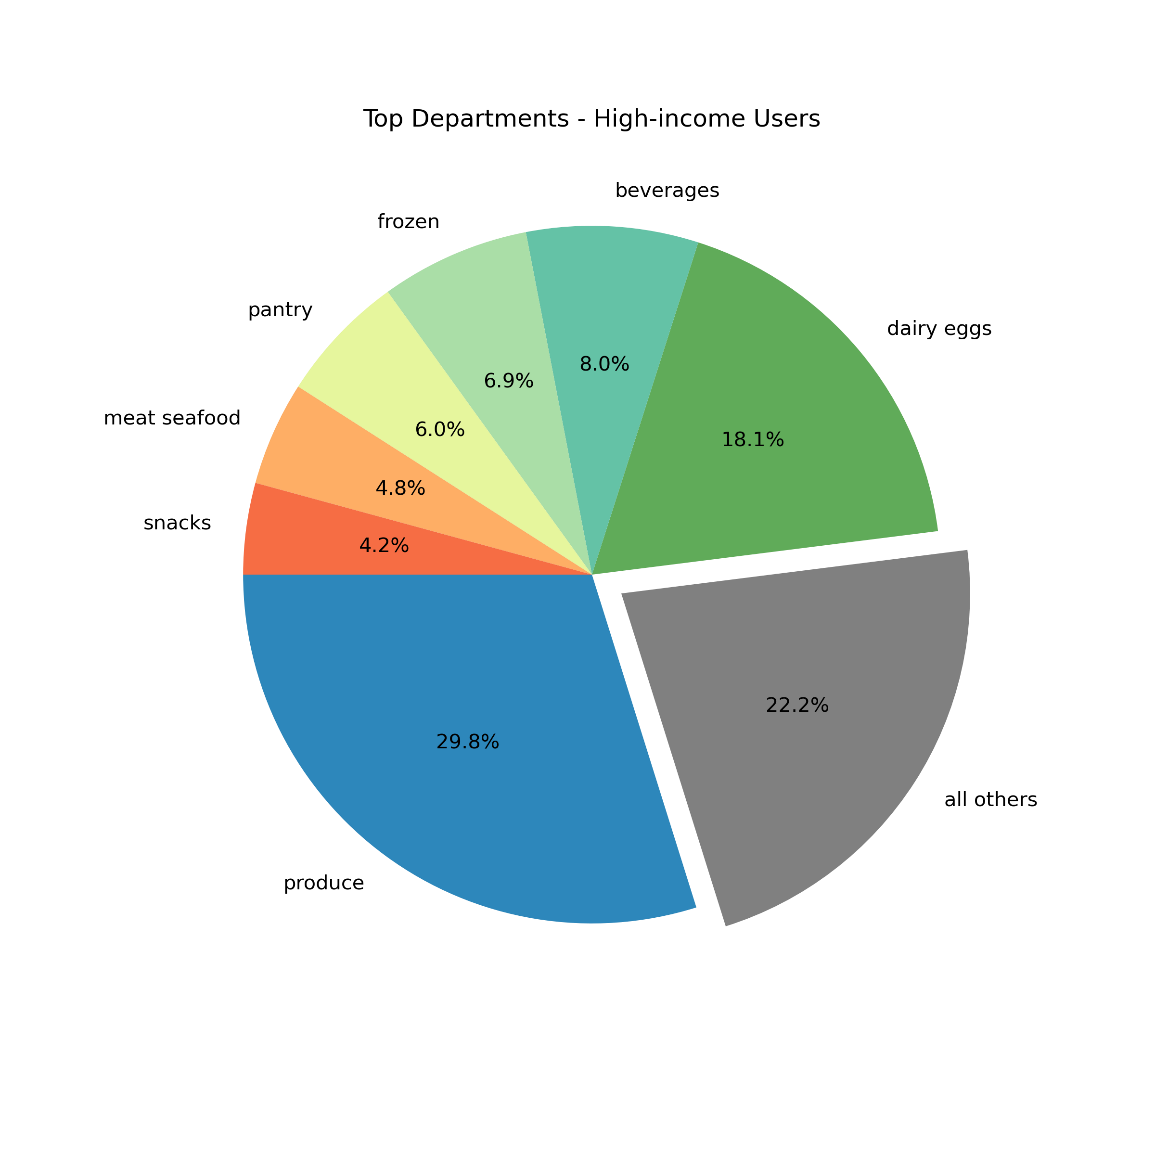 Top Departments - High-income Users
beverages
frozen
pantry
dairy eggs
8.0%
6.9%
meat seafood
6.0%
18.1%
4.8%
snacks
4.2%
22.2%
29.8%
all others
produce